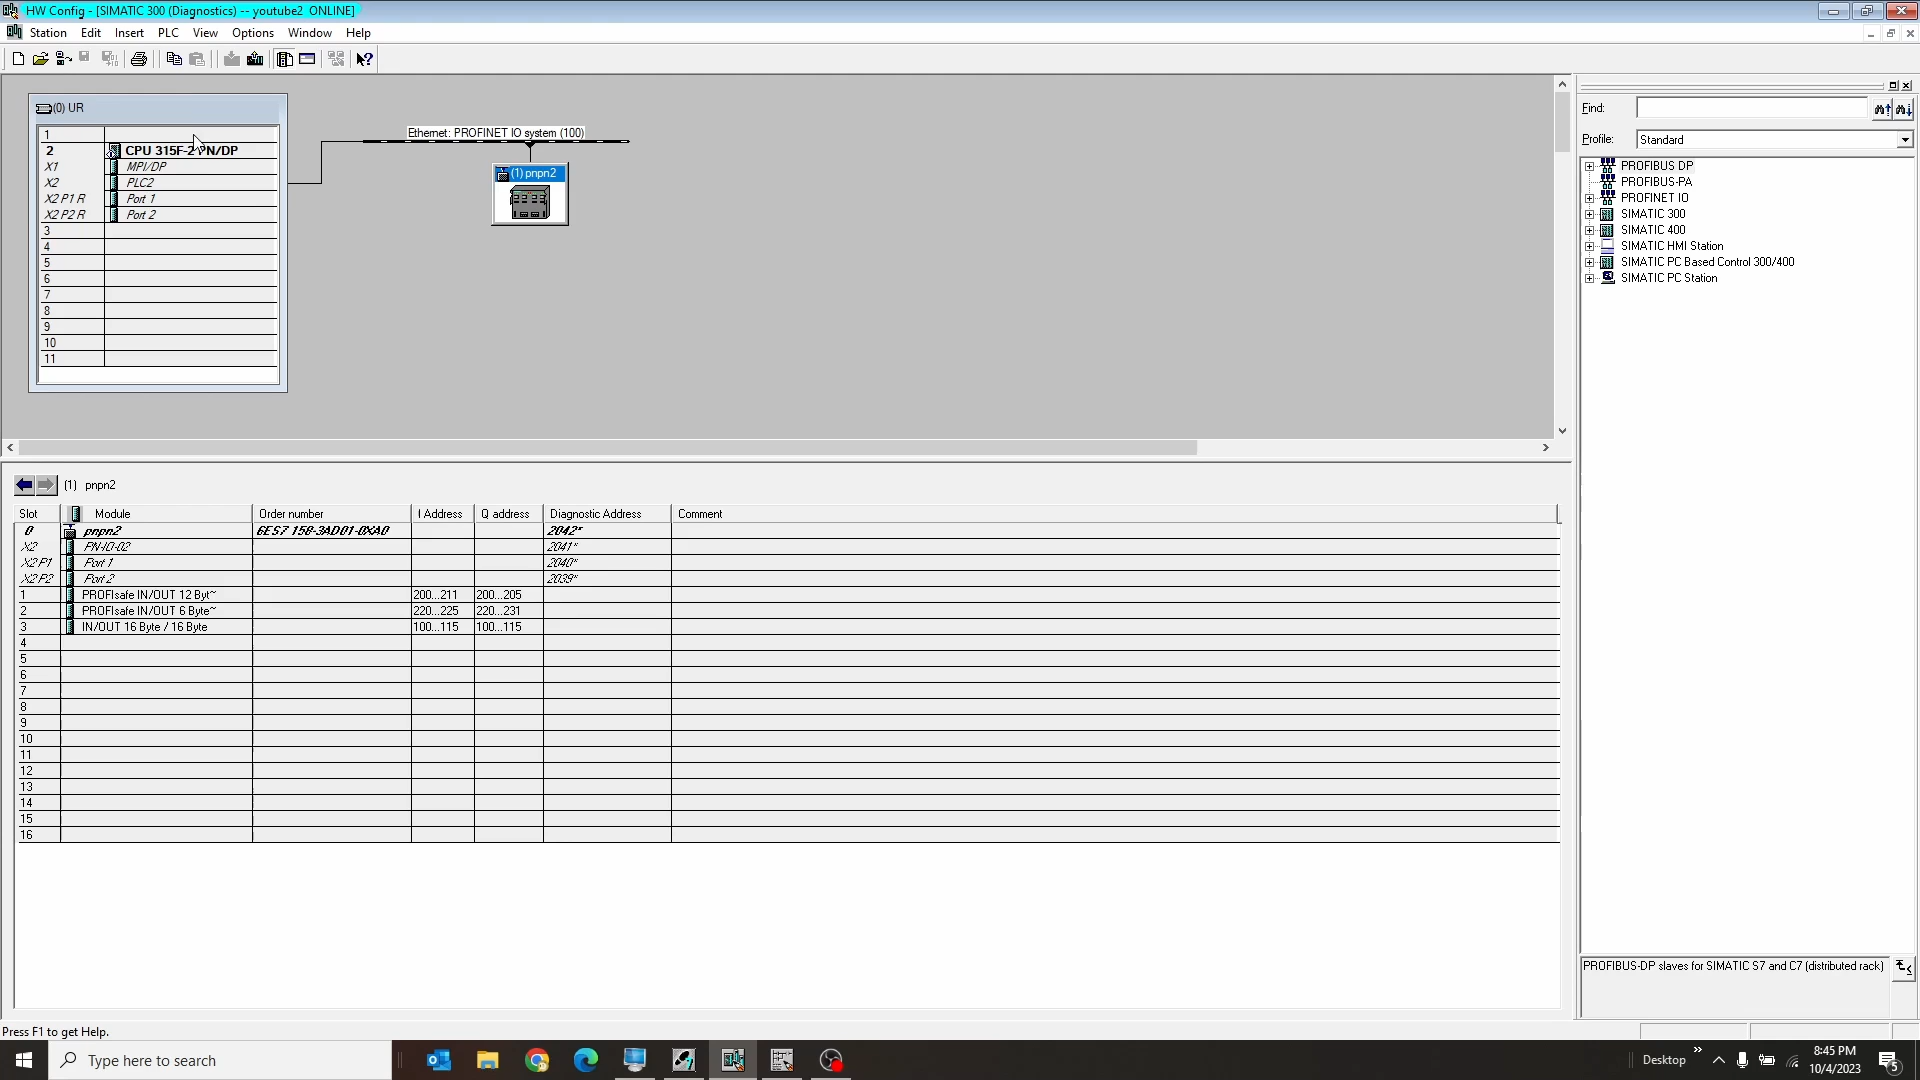 HW Config - [SIMATIC 300 (Diagnostics) -- youtube2 ONLINE]
Station Edit Insert PLC View Options Window Help
(0) UR
1
2 CPU 315F-2 PN/DP
X1 MPI/DP
X2 PLC2
X2 P1 R Port 1
X2 P2 R Port 2
3
4
5
6
7
8
9
10
11
Ethernet: PROFINET IO system (100)
(1) pnpn2
Find:
Profile: Standard
PROFIBUS DP
PROFIBUS-PA
PROFINET IO
SIMATIC 300
SIMATIC 400
SIMATIC HMI Station
SIMATIC PC Based Control 300/400
SIMATIC PC Station
PROFIBUS-DP slaves for SIMATIC S7 and C7 (distributed rack)
(1) pnpn2
Slot Module Order number I Address Q address Diagnostic Address Comment
0 pnpn2 6ES7 158-3AD01-0XA0 2042*
X2 PN-IO-02 2041*
X2 P1 Port 1 2040*
X2 P2 Port 2 2039*
1 PROFIsafe IN/OUT 12 Byt~ 200...211 200...205
2 PROFIsafe IN/OUT 6 Byte~ 220...225 220...231
3 IN/OUT 16 Byte / 16 Byte 100...115 100...115
4
5
6
7
8
9
10
11
12
13
14
15
16
Press F1 to get Help.
Type here to search
Desktop
8:45 PM
10/4/2023
5